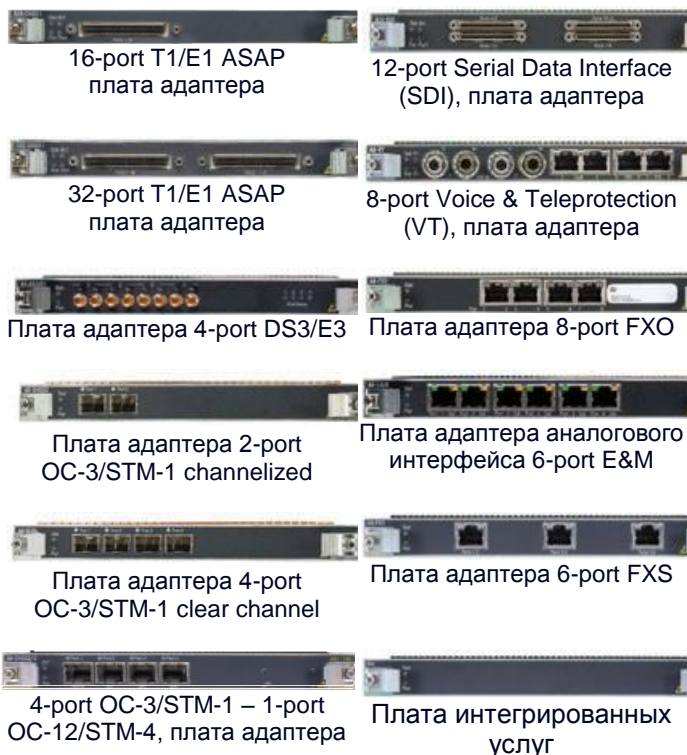 16-port T1/E1 ASAP
плата адаптера
12-port Serial Data Interface
(SDI), плата адаптера
32-port T1/E1 ASAP
плата адаптера
8-port Voice & Teleprotection
(VT), плата адаптера
Плата адаптера 4-port DS3/E3
Плата адаптера 8-port FXO
Плата адаптера 2-port
OC-3/STM-1 channelized
Плата адаптера аналогового
интерфейса 6-port E&M
Плата адаптера 4-port
OC-3/STM-1 clear channel
Плата адаптера 6-port FXS
4-port OC-3/STM-1 – 1-port
OC-12/STM-4, плата адаптера
Плата интегрированных
услуг